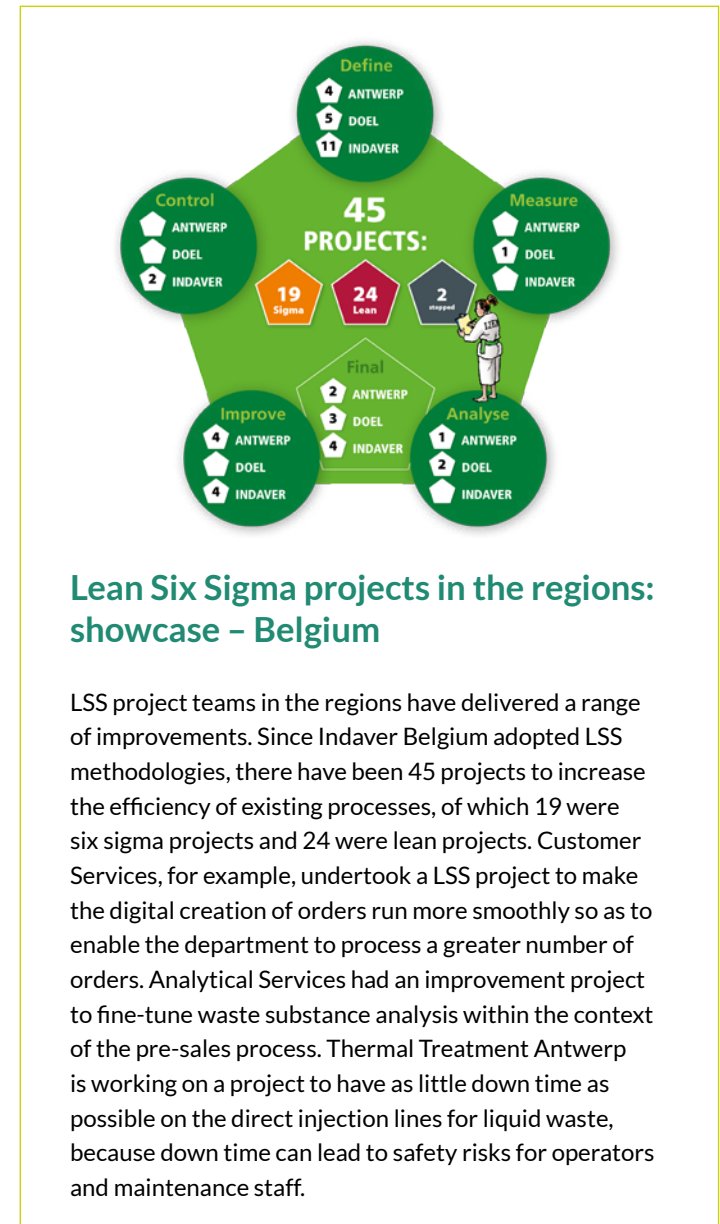 Define
4 ANTWERP
5 DOEL
11 INDAVER
Control
ANTWERP
DOEL
2 INDAVER
45
PROJECTS:
Measure
ANTWERP
1 DOEL
INDAVER
19
Sigma
24
Lean
2
stopped
Final
2 ANTWERP
3 DOEL
4 INDAVER
Improve
4 ANTWERP
DOEL
4 INDAVER
Analyse
1 ANTWERP
2 DOEL
INDAVER
Lean Six Sigma projects in the regions:
showcase – Belgium
LSS project teams in the regions have delivered a range
of improvements. Since Indaver Belgium adopted LSS
methodologies, there have been 45 projects to increase
the efficiency of existing processes, of which 19 were
six sigma projects and 24 were lean projects. Customer
Services, for example, undertook a LSS project to make
the digital creation of orders run more smoothly so as to
enable the department to process a greater number of
orders. Analytical Services had an improvement project
to fine-tune waste substance analysis within the context
of the pre-sales process. Thermal Treatment Antwerp
is working on a project to have as little down time as
possible on the direct injection lines for liquid waste,
because down time can lead to safety risks for operators
and maintenance staff.